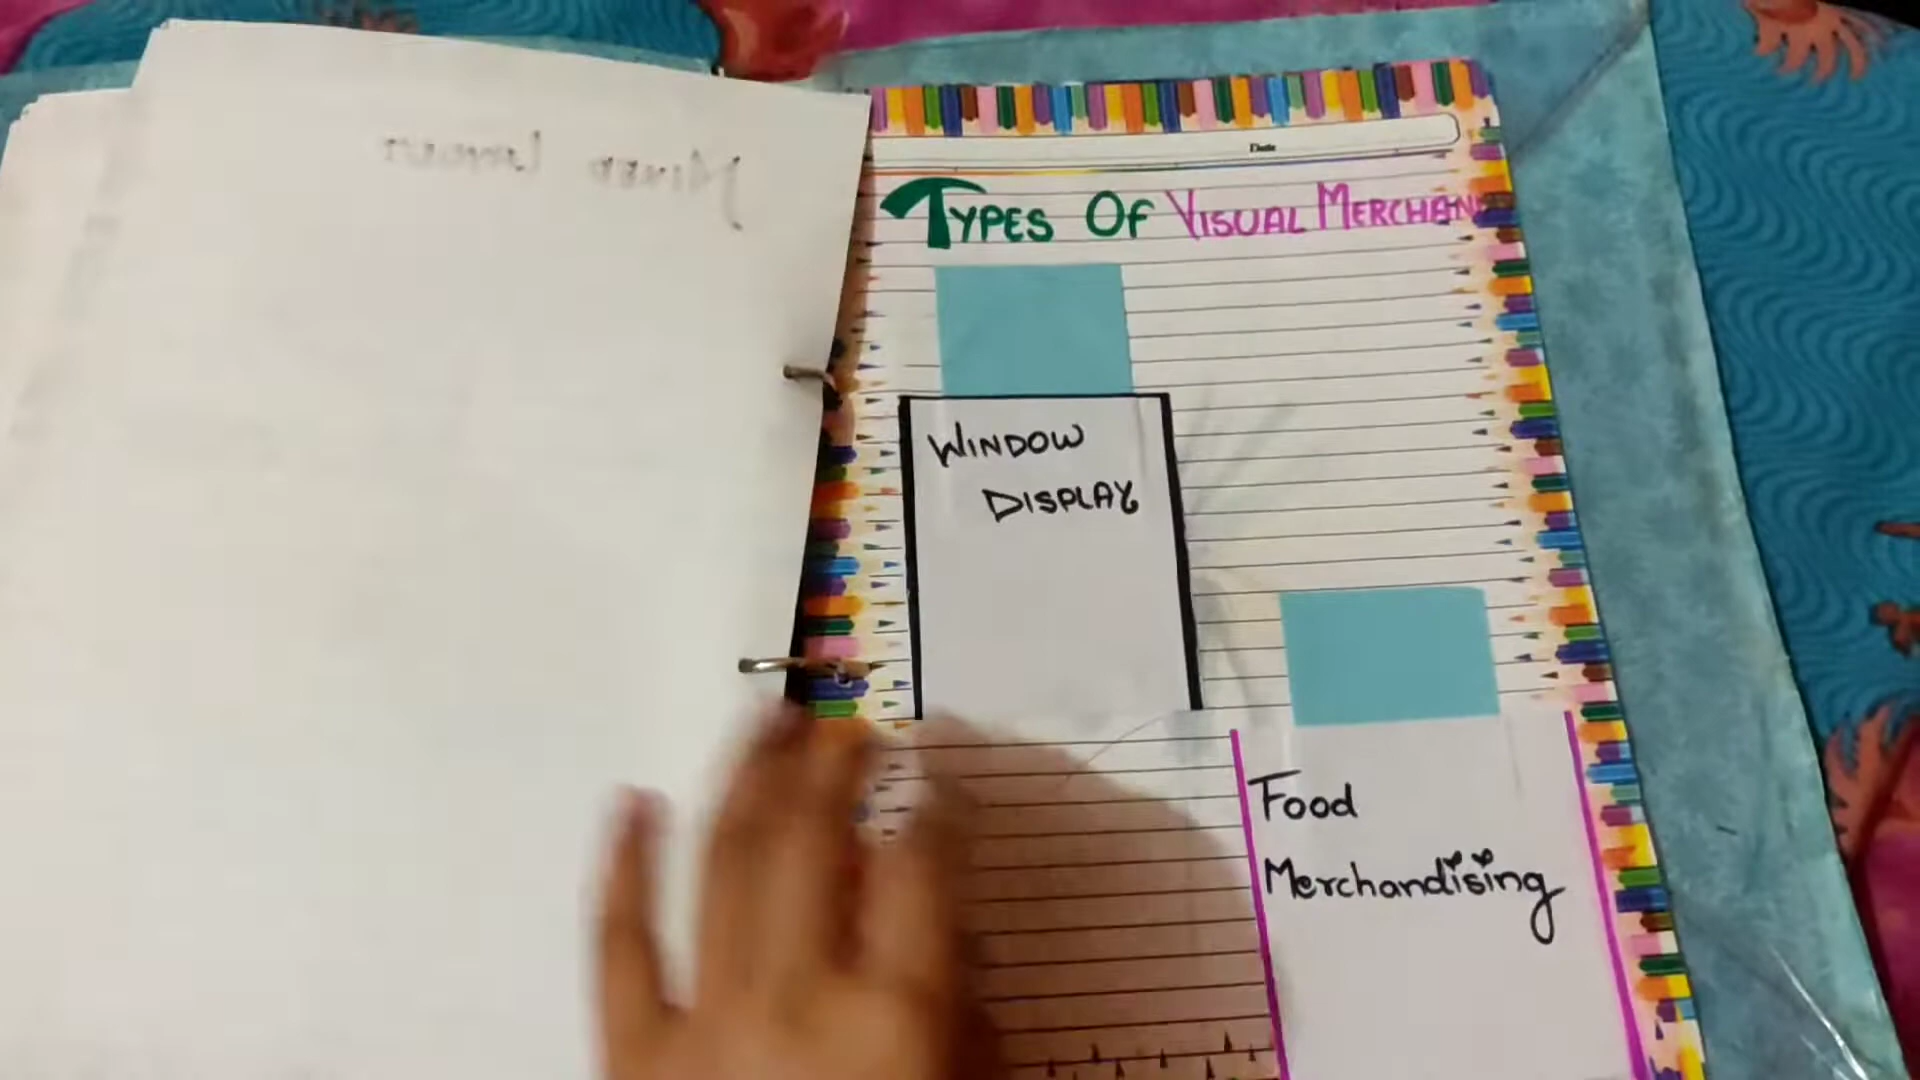 Date
TYPES OF VISUAL MERCHAN
WINDOW
DISPLAY
Food
Merchandising